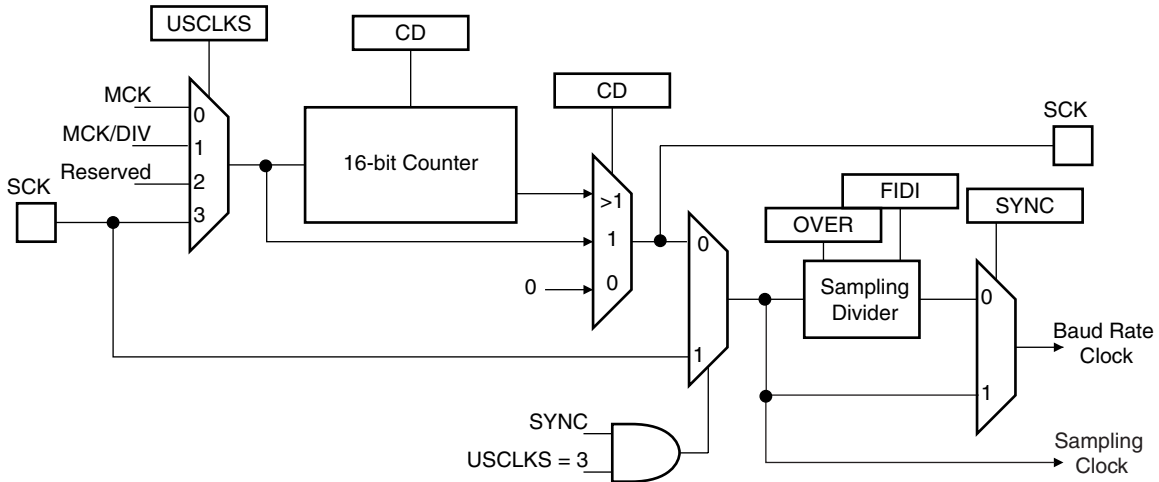 USCLKS
CD
CD
MCK
0
MCK/DIV
1
Reserved
2
SCK
3
16-bit Counter
>1
1
0
0
SCK
FIDI
OVER
SYNC
0
Sampling
Divider
0
1
1
Baud Rate
Clock
SYNC
USCLKS = 3
Sampling
Clock